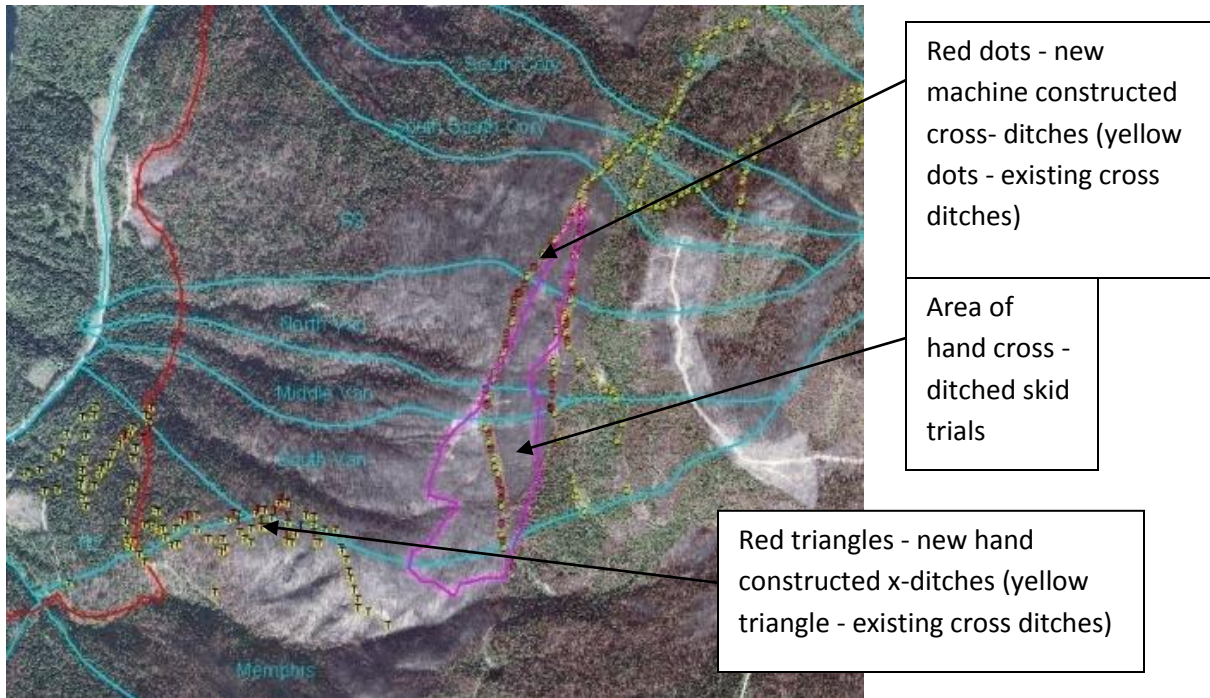 South Cory
South South Cory
North Van
Middle Van
South Van
Memphis
Red dots - new
machine constructed
cross- ditches (yellow
dots - existing cross
ditches)
Area of
hand cross -
ditched skid
trials
Red triangles - new hand
constructed x-ditches (yellow
triangle - existing cross ditches)